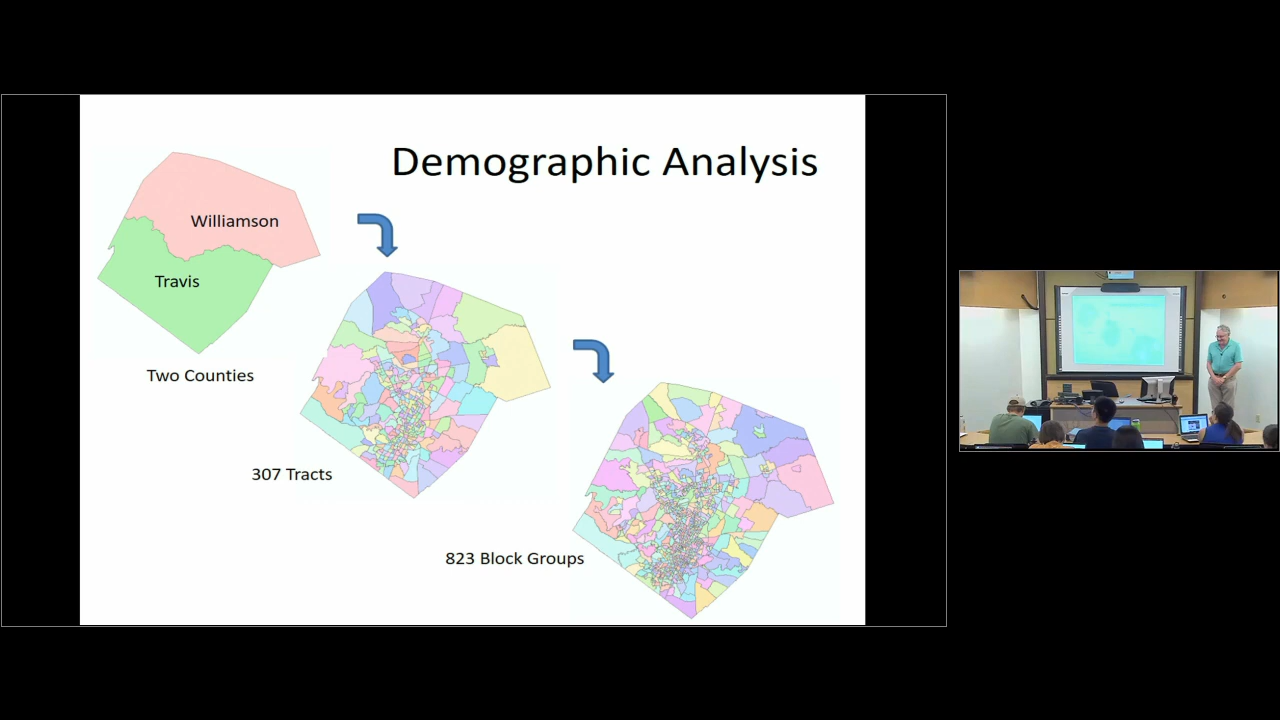 Demographic Analysis
Williamson
Travis
Two Counties
307 Tracts
823 Block Groups